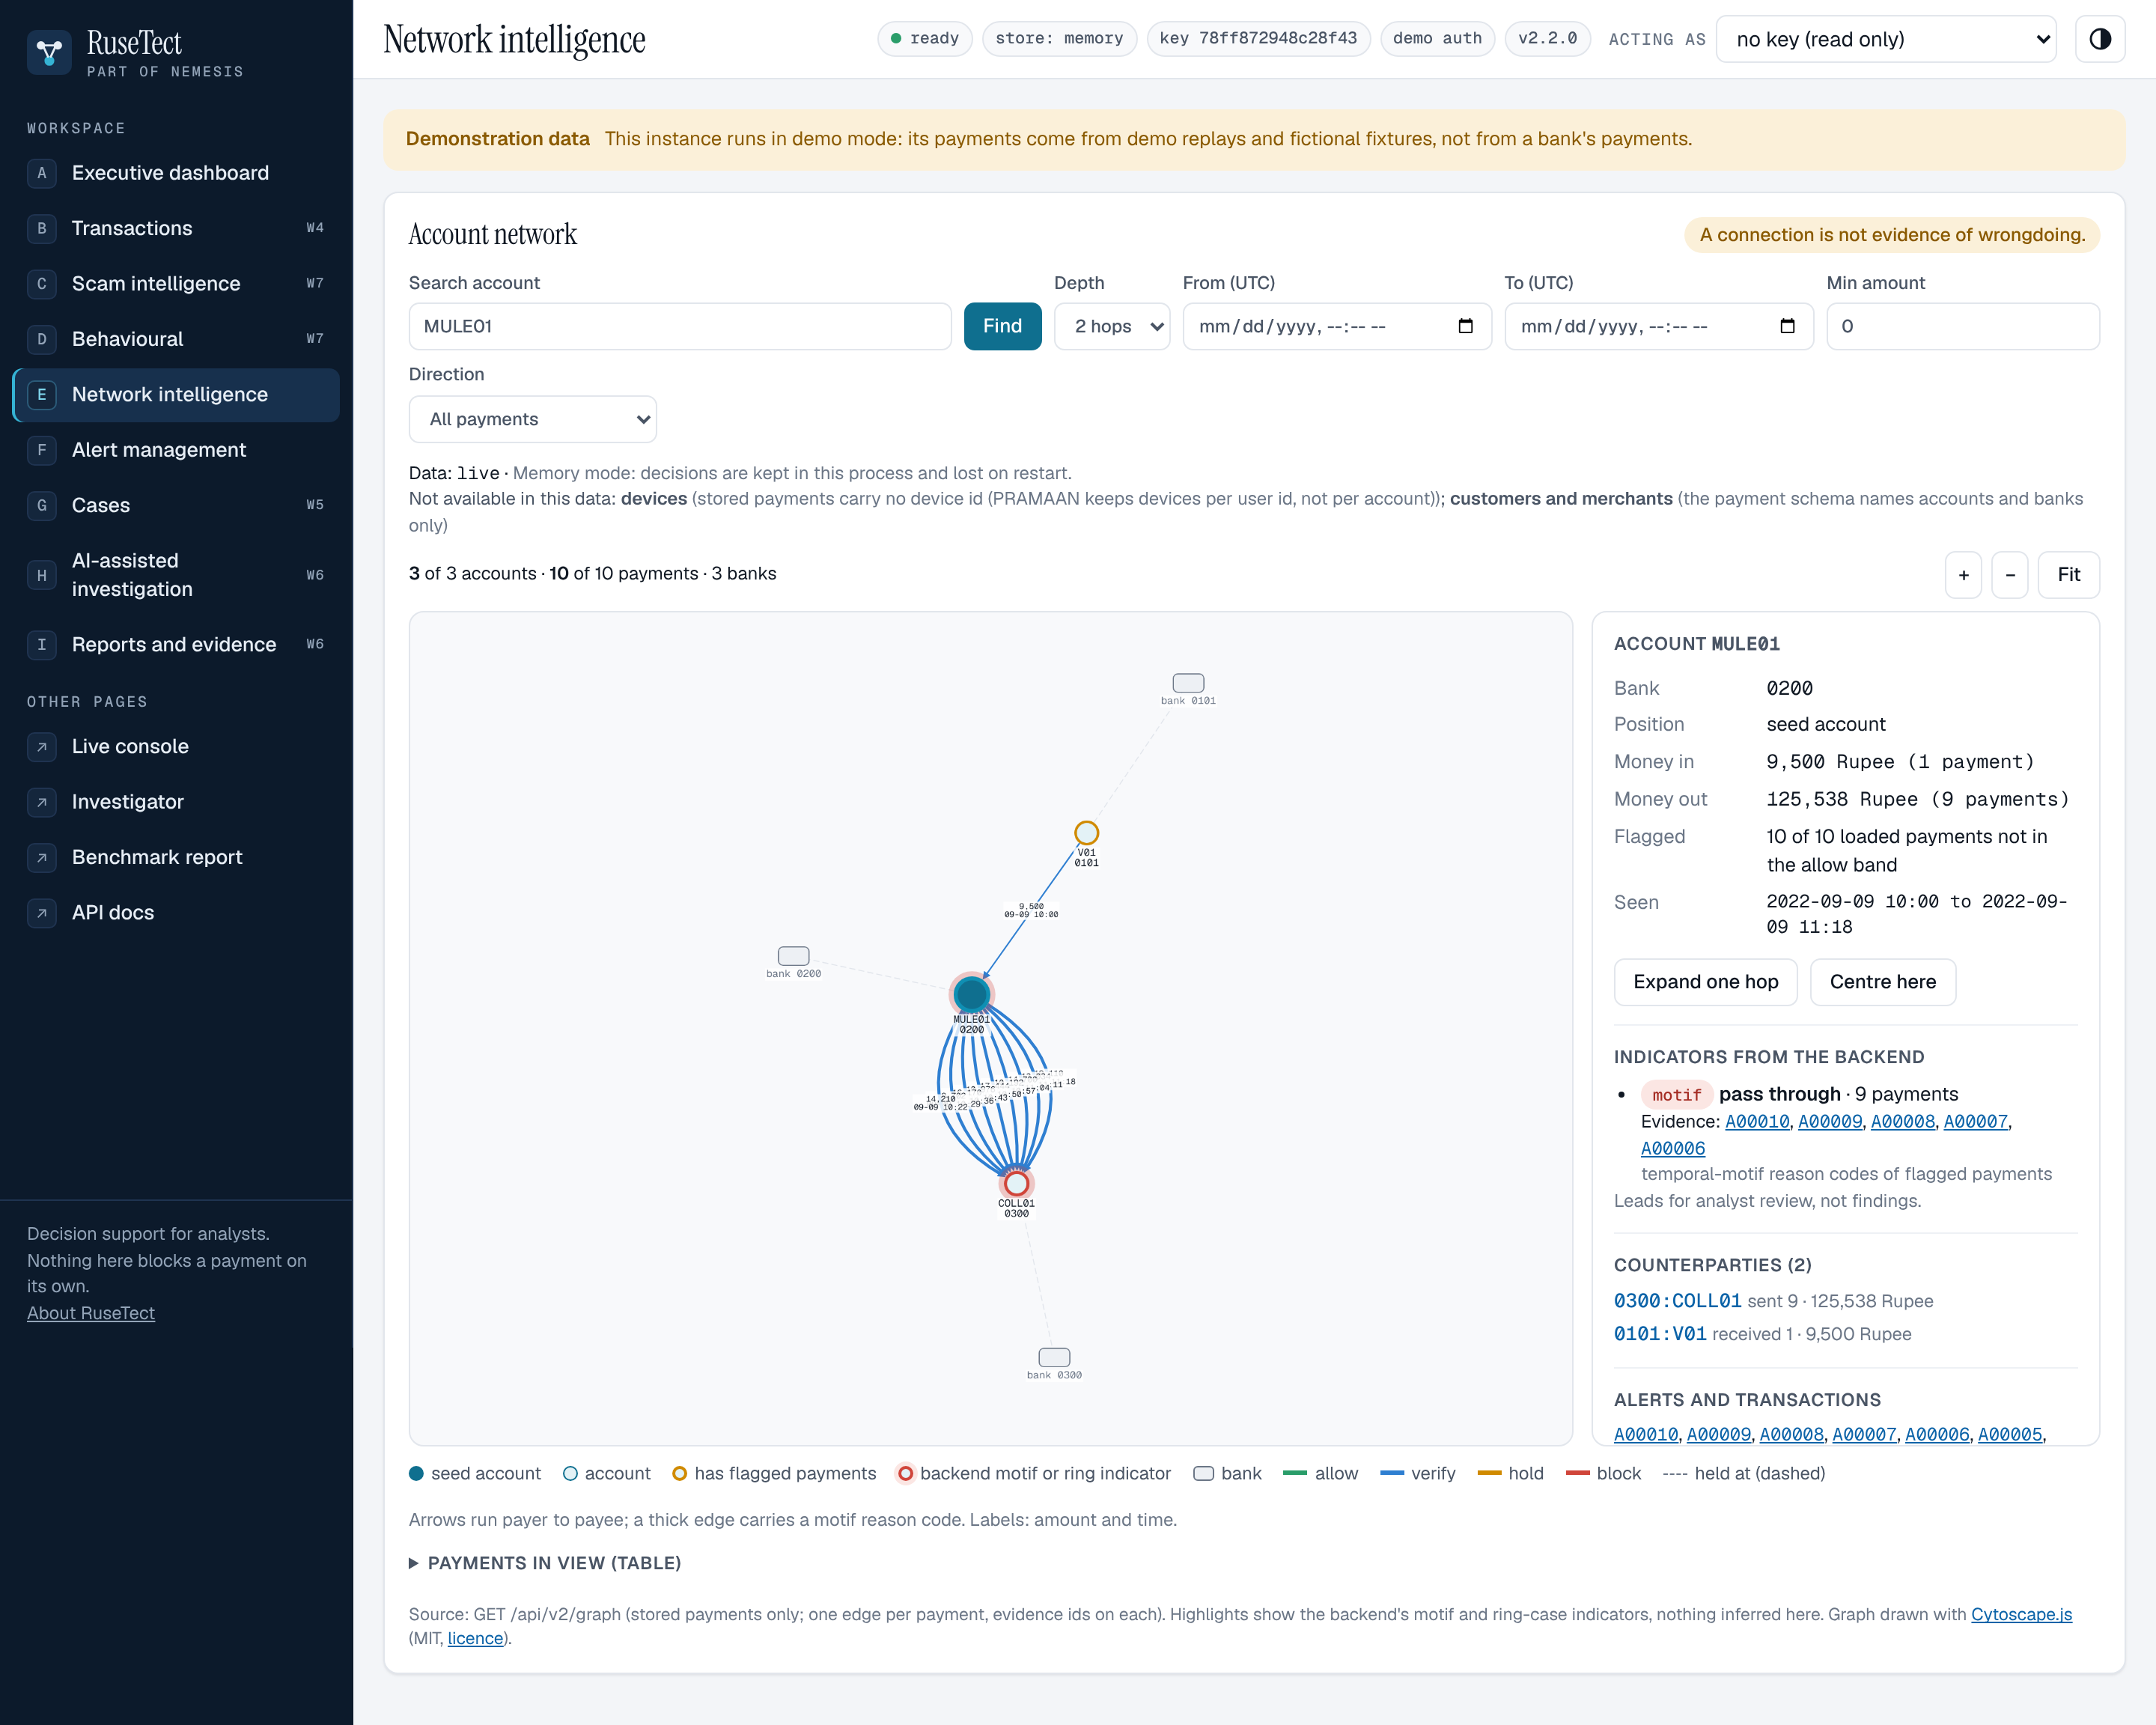 RuseTect
PART OF NEMESIS
WORKSPACE
A Executive dashboard
B Transactions W4
C Scam intelligence W7
D Behavioural W7
E Network intelligence
F Alert management
G Cases W5
H AI-assisted investigation W6
I Reports and evidence W6
OTHER PAGES
Live console
Investigator
Benchmark report
API docs
Decision support for analysts.
Nothing here blocks a payment on
its own.
About RuseTect
Network intelligence
ready
store: memory
key 78ff872948c28f43
demo auth
v2.2.0
ACTING AS
no key (read only)
Demonstration data This instance runs in demo mode: its payments come from demo replays and fictional fixtures, not from a bank's payments.
Account network
A connection is not evidence of wrongdoing.
Search account
MULE01
Find
Depth
2 hops
From (UTC)
mm/dd/yyyy, --:-- --
To (UTC)
mm/dd/yyyy, --:-- --
Min amount
0
Direction
All payments
Data: live · Memory mode: decisions are kept in this process and lost on restart.
Not available in this data: devices (stored payments carry no device id (PRAMAAN keeps devices per user id, not per account)); customers and merchants (the payment schema names accounts and banks
only)
3 of 3 accounts · 10 of 10 payments · 3 banks
+
−
Fit
bank 0101
V01
0101
9,500
09-09 10:00
bank 0200
MULE01
0200
14,210
09-09 10:22
COLL01
0300
bank 0300
ACCOUNT MULE01
Bank 0200
Position seed account
Money in 9,500 Rupee (1 payment)
Money out 125,538 Rupee (9 payments)
Flagged 10 of 10 loaded payments not in
the allow band
Seen 2022-09-09 10:00 to 2022-09-
09 11:18
Expand one hop
Centre here
INDICATORS FROM THE BACKEND
• motif pass through · 9 payments
Evidence: A00010, A00009, A00008, A00007,
A00006
temporal-motif reason codes of flagged payments
Leads for analyst review, not findings.
COUNTERPARTIES (2)
0300:COLL01 sent 9 · 125,538 Rupee
0101:V01 received 1 · 9,500 Rupee
ALERTS AND TRANSACTIONS
A00010, A00009, A00008, A00007, A00006, A00005,
seed account
account
has flagged payments
backend motif or ring indicator
bank
allow
verify
hold
block
held at (dashed)
Arrows run payer to payee; a thick edge carries a motif reason code. Labels: amount and time.
PAYMENTS IN VIEW (TABLE)
Source: GET /api/v2/graph (stored payments only; one edge per payment, evidence ids on each). Highlights show the backend's motif and ring-case indicators, nothing inferred here. Graph drawn with Cytoscape.js
(MIT, licence).